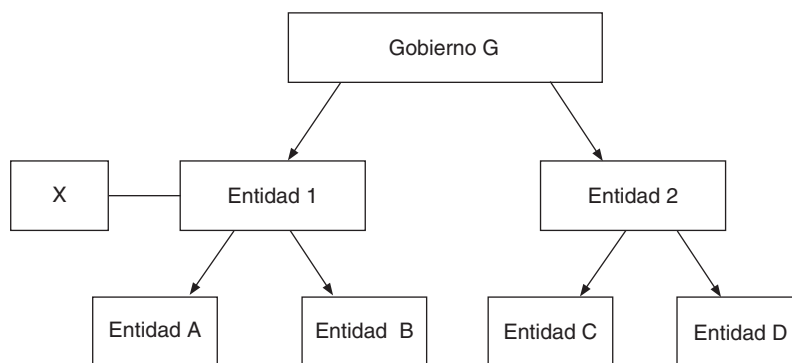 Gobierno G
X
Entidad 1
Entidad 2
Entidad A
Entidad B
Entidad C
Entidad D